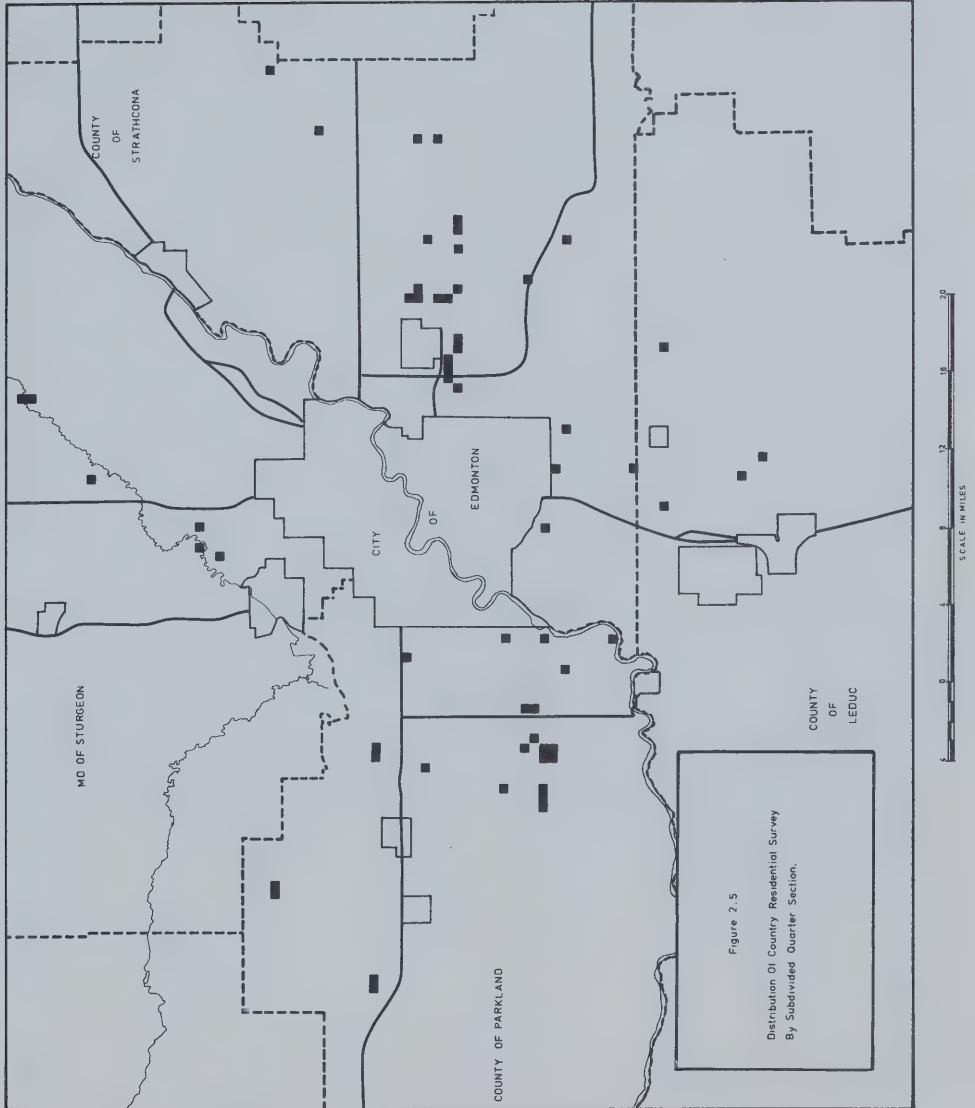 COUNTY
OF
STRATHCONA
MD OF STURGEON
CITY
OF
EDMONTON
COUNTY OF PARKLAND
COUNTY
OF
LEDUC
Figure 2.5
Distribution Of Country Residential Survey
By Subdivided Quarter Section.
4 0 4 8 12 16 20
SCALE IN MILES